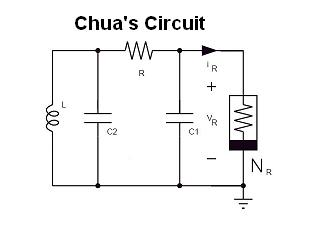 Chua's Circuit
R
i R
L
+
C2
C1
V R
−
N R